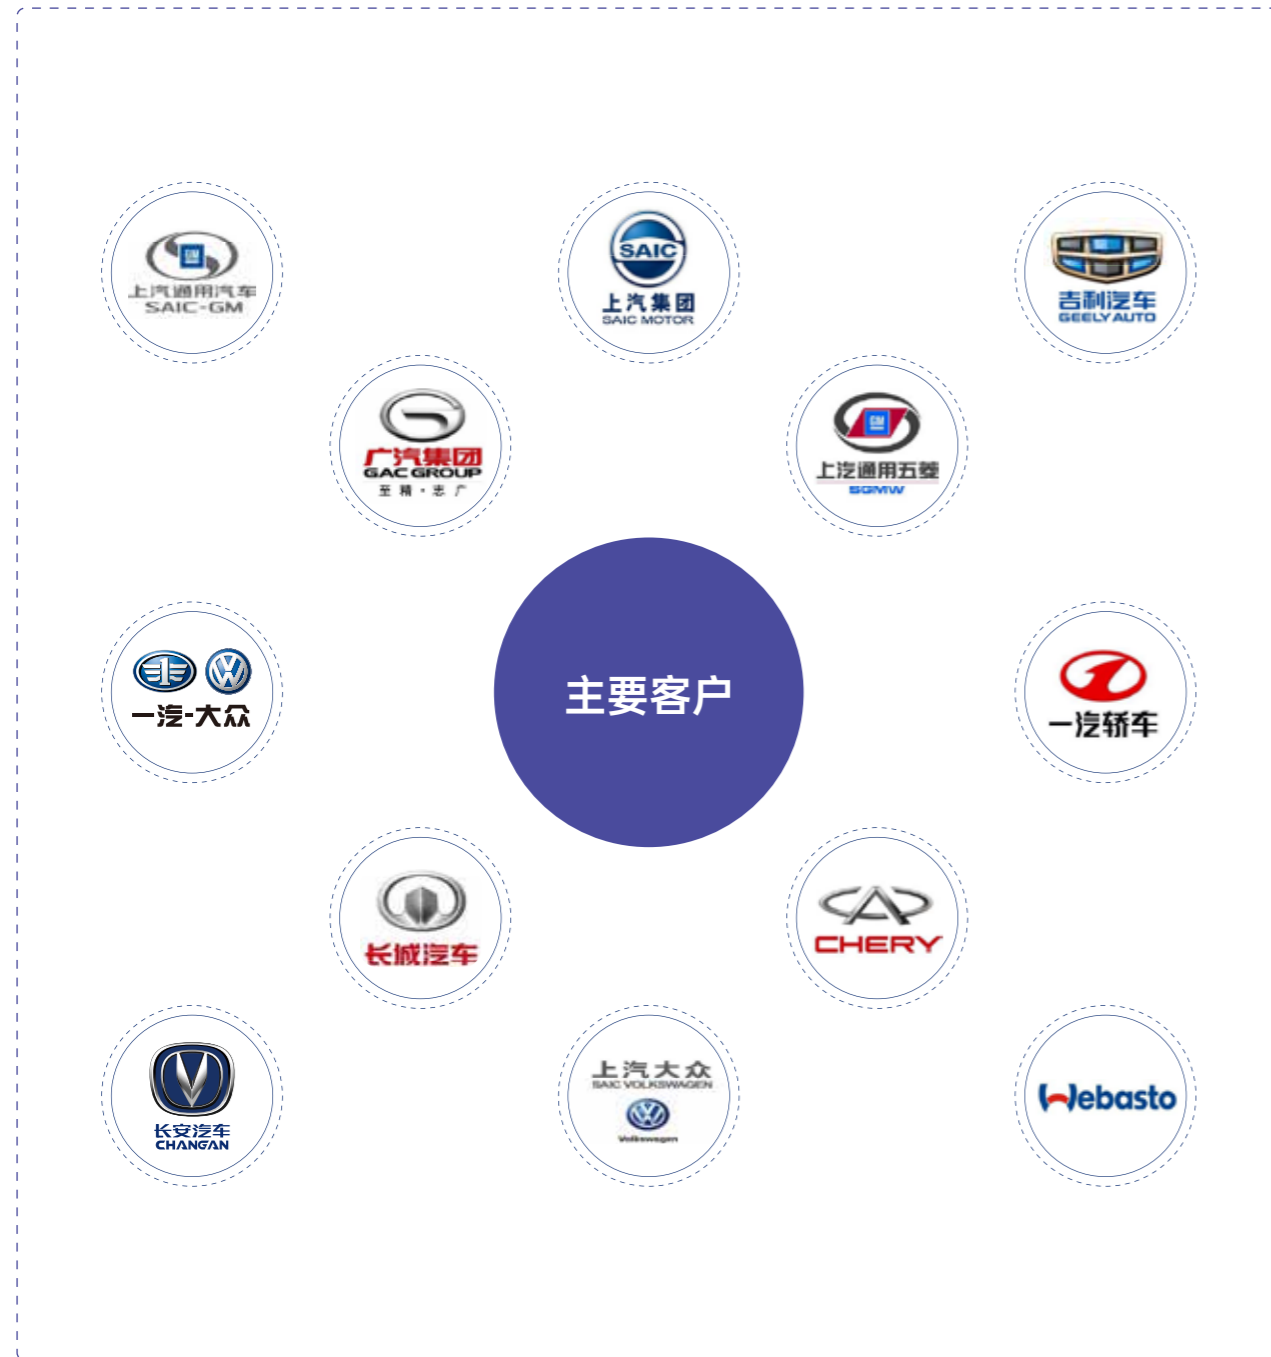 上汽通用汽车
SAIC-GM
SAIC
上汽集团
SAIC MOTOR
吉利汽车
GEELY AUTO
广汽集团
GAC GROUP
至精·志广
GM
上汽通用五菱
SGMW
主要客户
一汽-大众
一汽轿车
长城汽车
CHERY
长安汽车
CHANGAN
上汽大众
SAIC VOLKSWAGEN
Volkswagen
Webasto